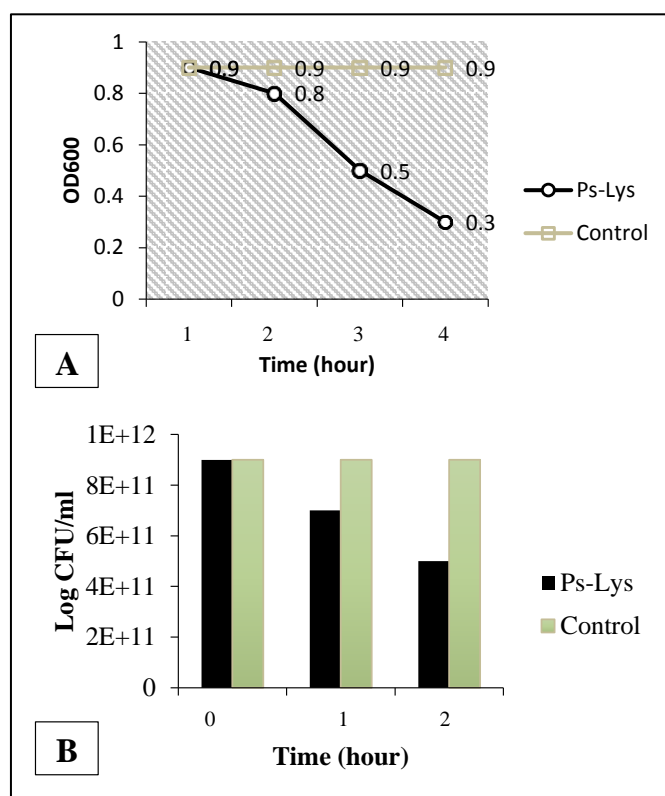 1
0.9 0.9 0.9 0.9
0.8
0.8
0.6
0.5
0.4
0.3
0.2
0
OD600
1 2 3 4
Time (hour)
Ps-Lys
Control
A
1E+12
8E+11
6E+11
4E+11
2E+11
0
Log CFU/ml
0 1 2
Time (hour)
Ps-Lys
Control
B